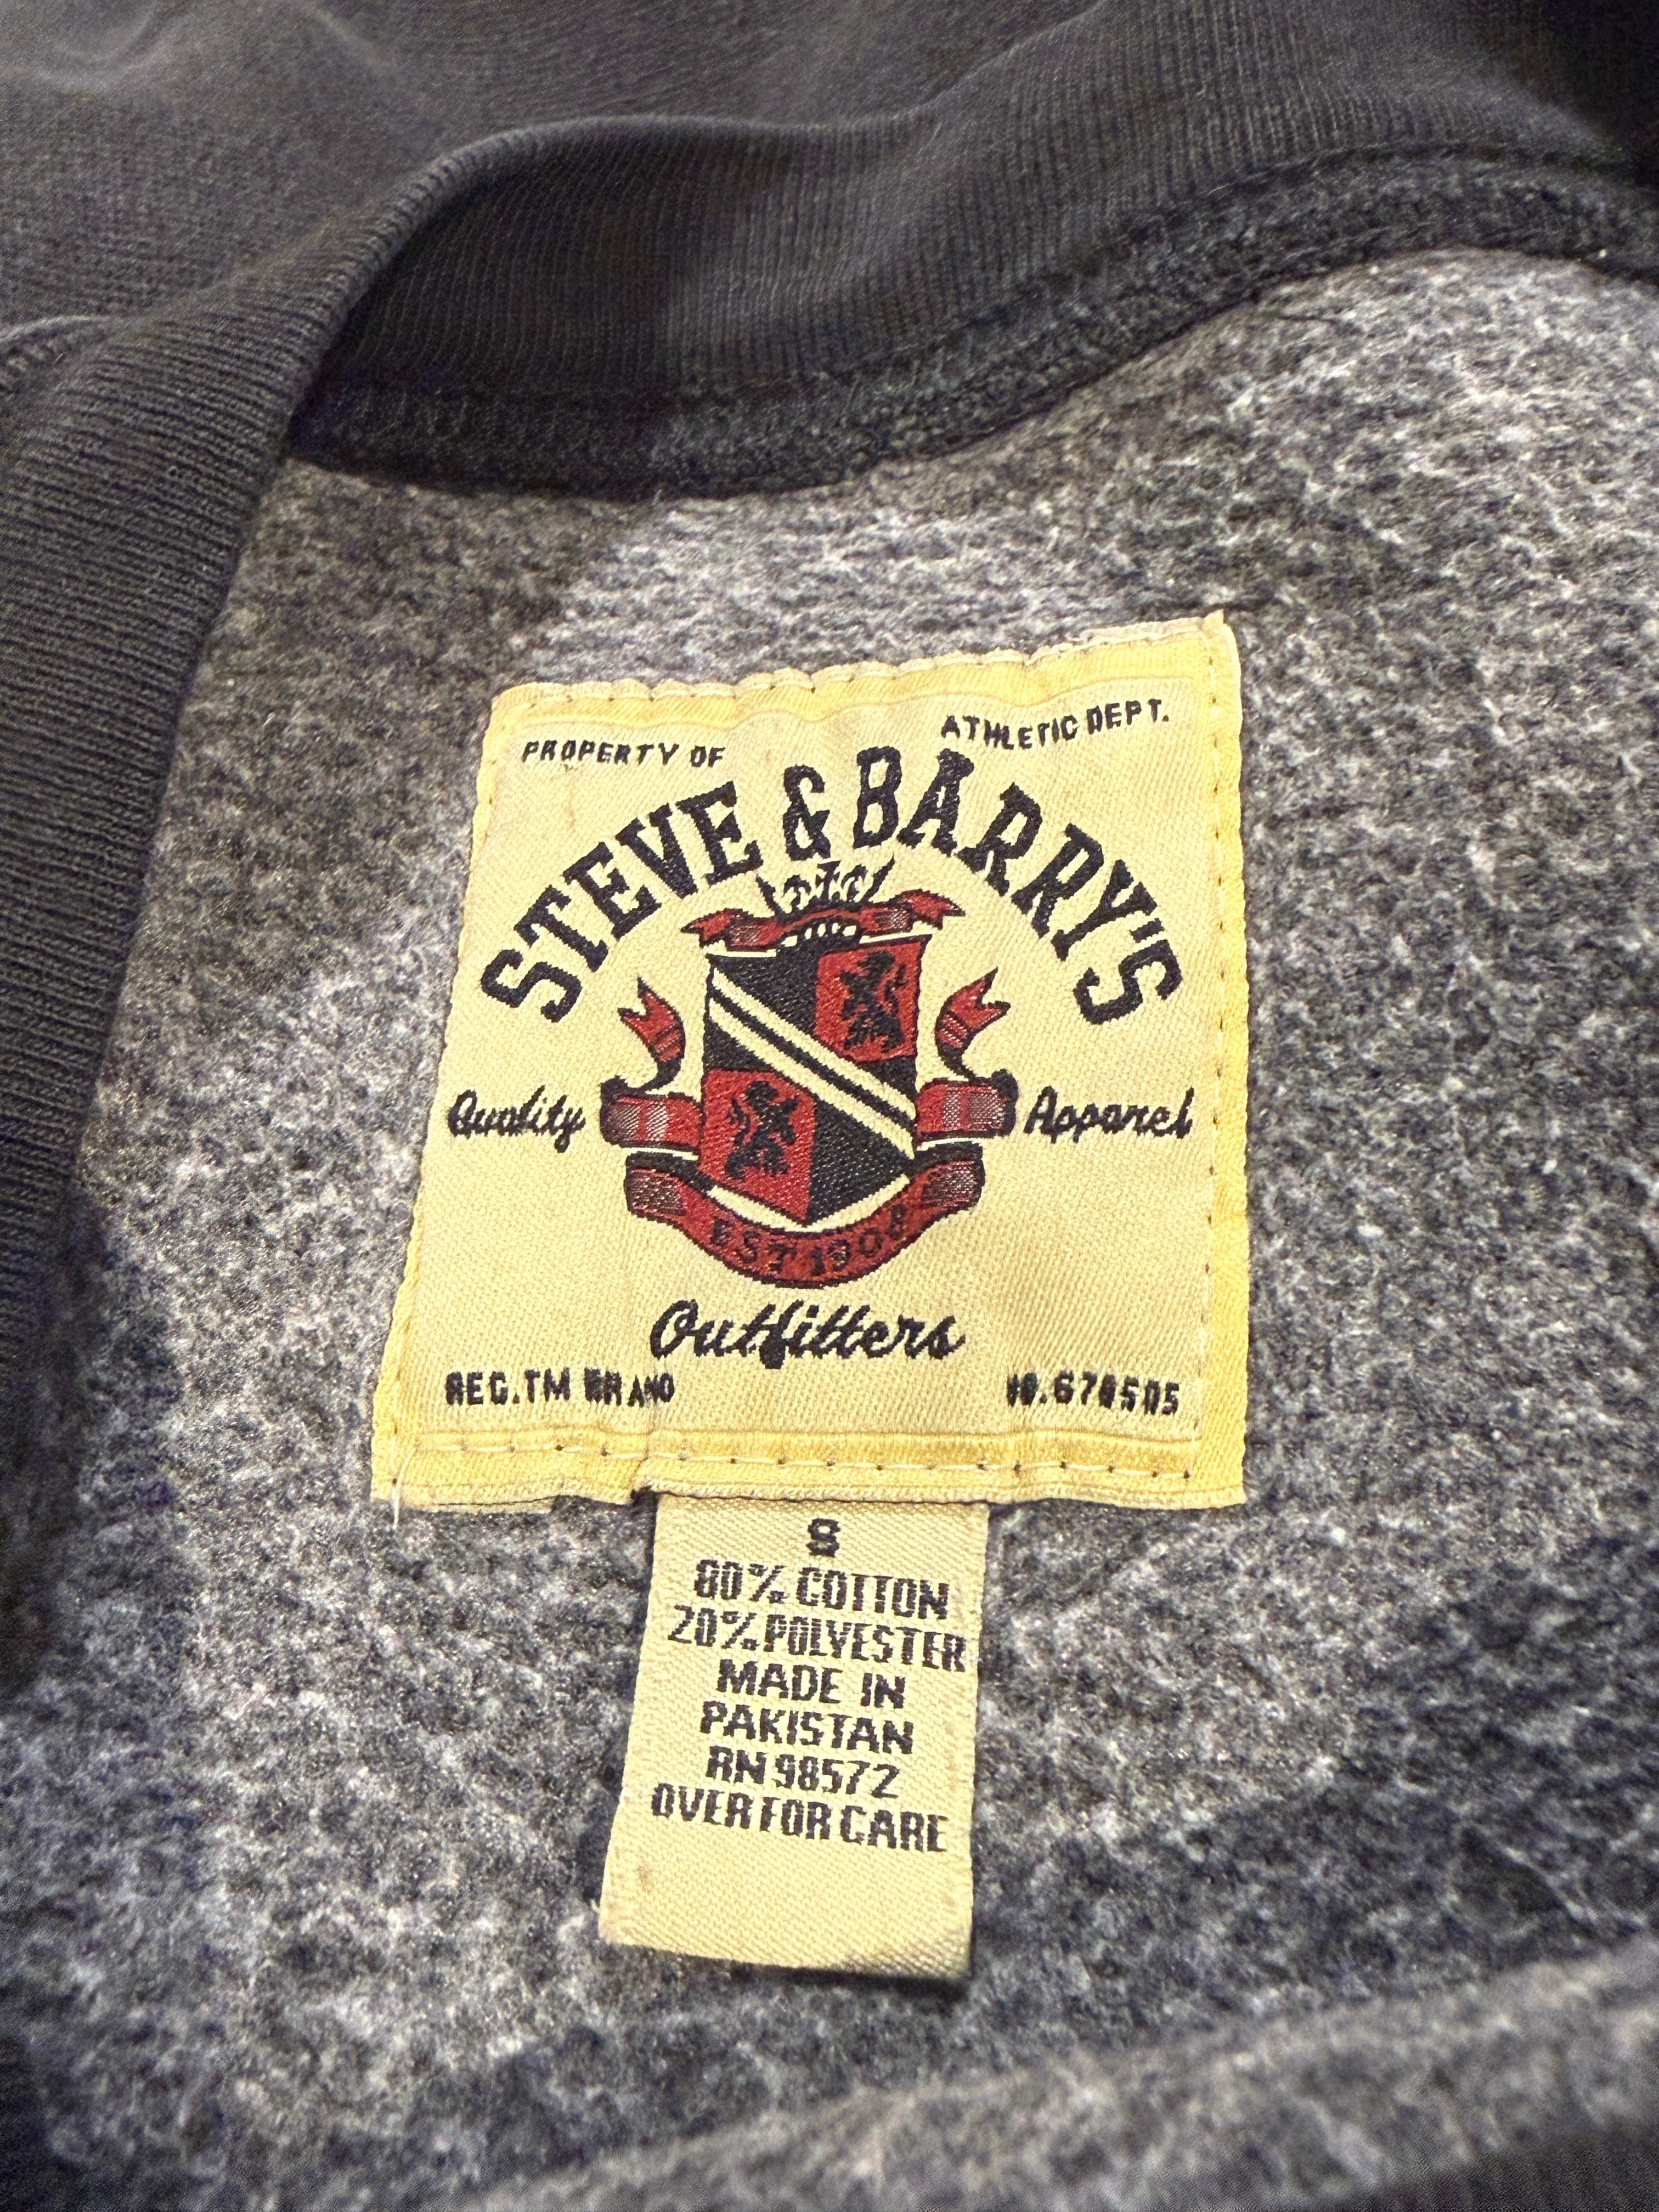 PROPERTY OF
ATHLETIC DEPT.
STEVE & BARRY'S
Quality
Apparel
EST 1908
Outfitters
REG.TM BRAND
NO.670505
S
80% COTTON
20% POLYESTER
MADE IN
PAKISTAN
RN 98572
OVER FOR CARE